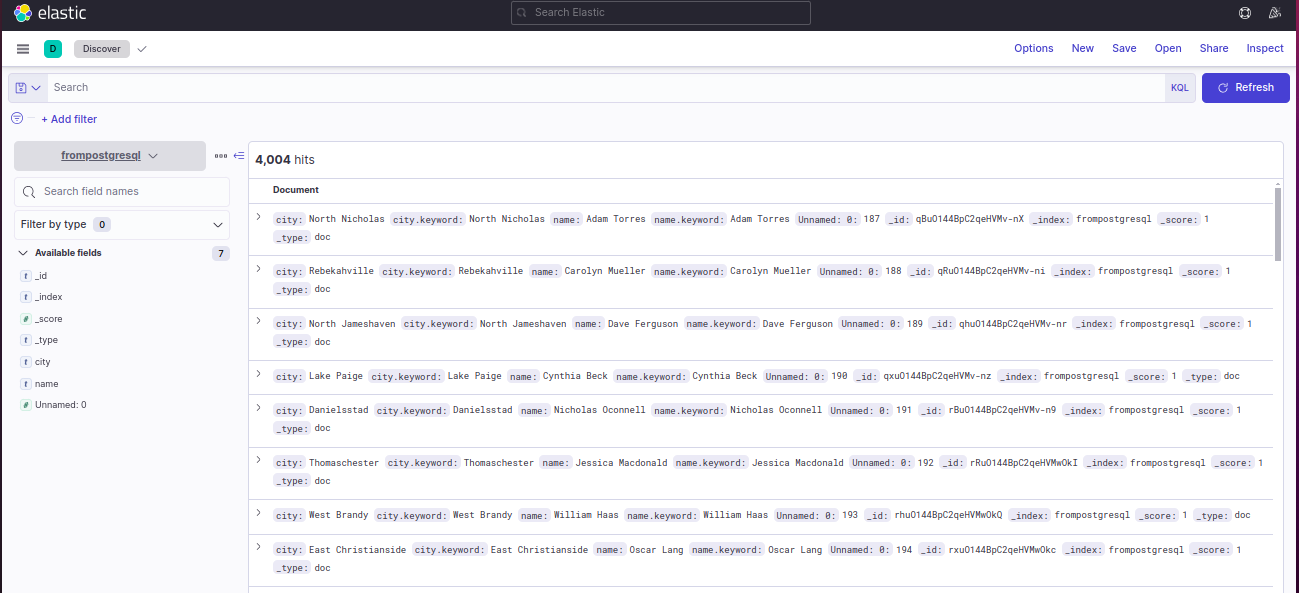 elastic
Search Elastic
D Discover Options New Save Open Share Inspect
Search KQL Refresh
+ Add filter
frompostgresql
4,004 hits
Search field names
Document
Filter by type 0
Available fields 7
t _id
t _index
# _score
t _type
t city
t name
# Unnamed: 0
city: North Nicholas city.keyword: North Nicholas name: Adam Torres name.keyword: Adam Torres Unnamed: 0: 187 _id: qBuO144BpC2qeHVMv-nX _index: frompostgresql _score: 1
_type: doc
city: Rebekahville city.keyword: Rebekahville name: Carolyn Mueller name.keyword: Carolyn Mueller Unnamed: 0: 188 _id: qRuO144BpC2qeHVMv-ni _index: frompostgresql _score: 1
_type: doc
city: North Jameshaven city.keyword: North Jameshaven name: Dave Ferguson name.keyword: Dave Ferguson Unnamed: 0: 189 _id: qhuO144BpC2qeHVMv-nr _index: frompostgresql _score: 1
_type: doc
city: Lake Paige city.keyword: Lake Paige name: Cynthia Beck name.keyword: Cynthia Beck Unnamed: 0: 190 _id: qxuO144BpC2qeHVMv-nz _index: frompostgresql _score: 1 _type: doc
city: Danielsstad city.keyword: Danielsstad name: Nicholas Oconnell name.keyword: Nicholas Oconnell Unnamed: 0: 191 _id: rBuO144BpC2qeHVMv-n9 _index: frompostgresql _score: 1
_type: doc
city: Thomaschester city.keyword: Thomaschester name: Jessica Macdonald name.keyword: Jessica Macdonald Unnamed: 0: 192 _id: rRuO144BpC2qeHVMwOkI _index: frompostgresql _score: 1
_type: doc
city: West Brandy city.keyword: West Brandy name: William Haas name.keyword: William Haas Unnamed: 0: 193 _id: rhuO144BpC2qeHVMwOkQ _index: frompostgresql _score: 1 _type: doc
city: East Christianside city.keyword: East Christianside name: Oscar Lang name.keyword: Oscar Lang Unnamed: 0: 194 _id: rxuO144BpC2qeHVMwOkc _index: frompostgresql _score: 1
_type: doc